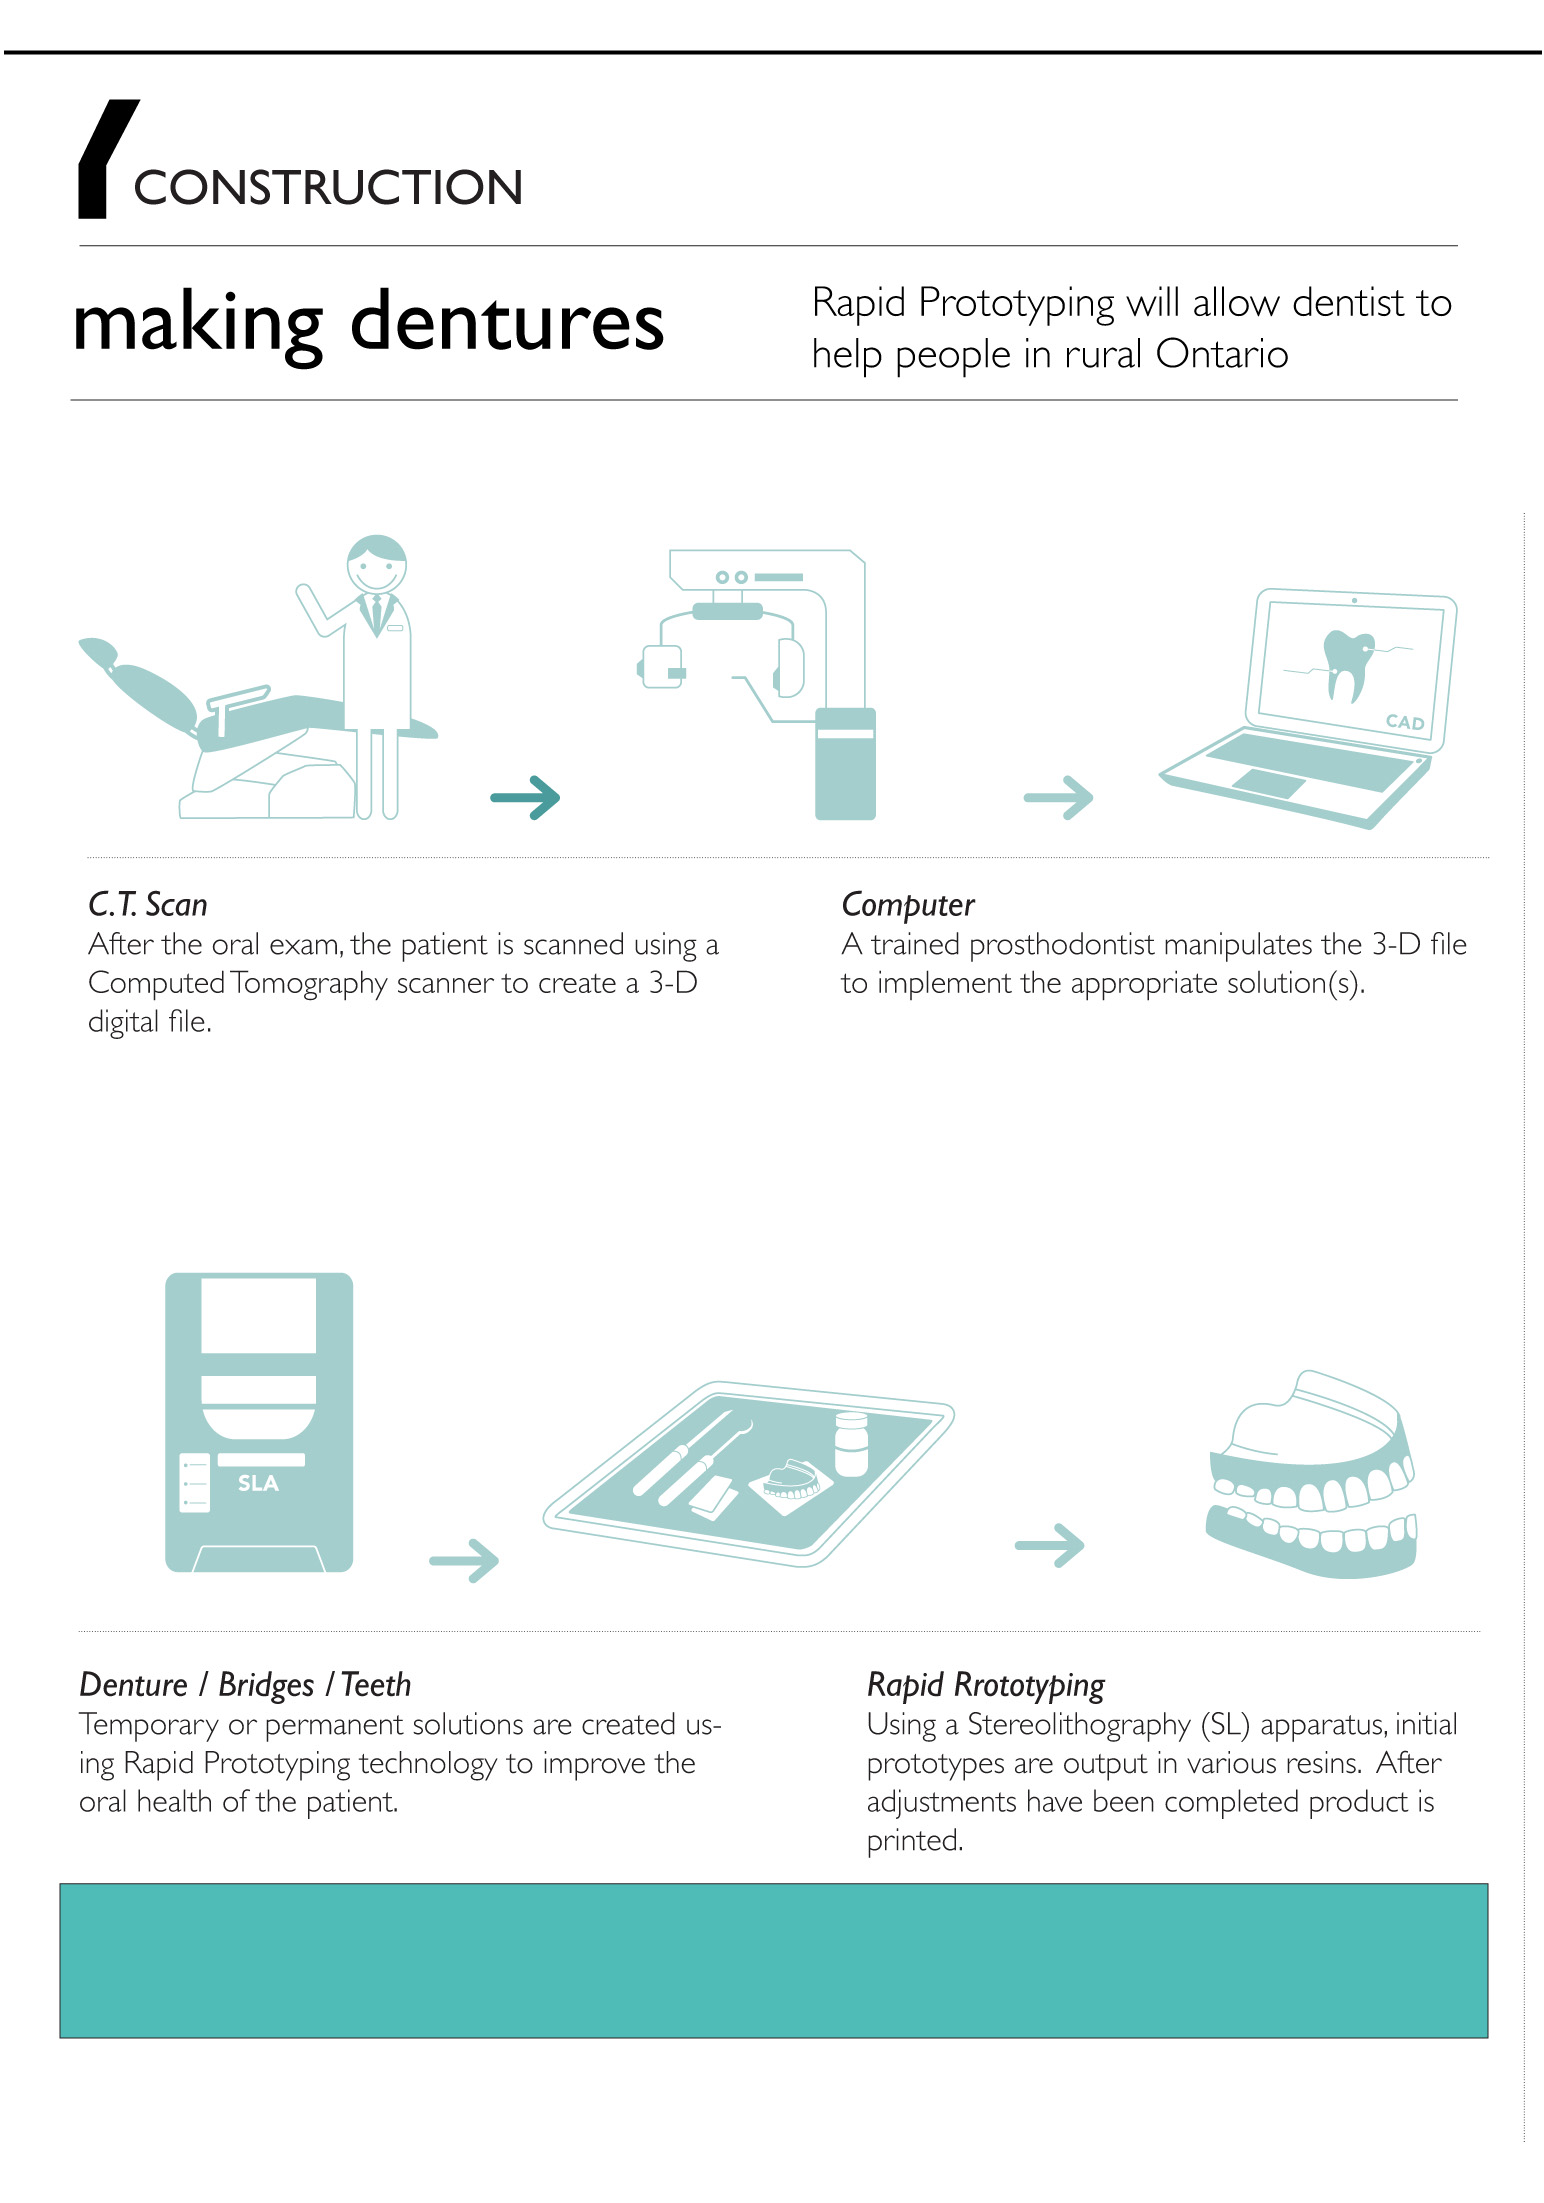 CONSTRUCTION
making dentures
Rapid Prototyping will allow dentist to
help people in rural Ontario
CAD
C.T. Scan
After the oral exam, the patient is scanned using a
Computed Tomography scanner to create a 3-D
digital file.
Computer
A trained prosthodontist manipulates the 3-D file
to implement the appropriate solution(s).
SLA
Denture / Bridges / Teeth
Temporary or permanent solutions are created us-
ing Rapid Prototyping technology to improve the
oral health of the patient.
Rapid Rrototyping
Using a Stereolithography (SL) apparatus, initial
prototypes are output in various resins.  After
adjustments have been completed product is
printed.